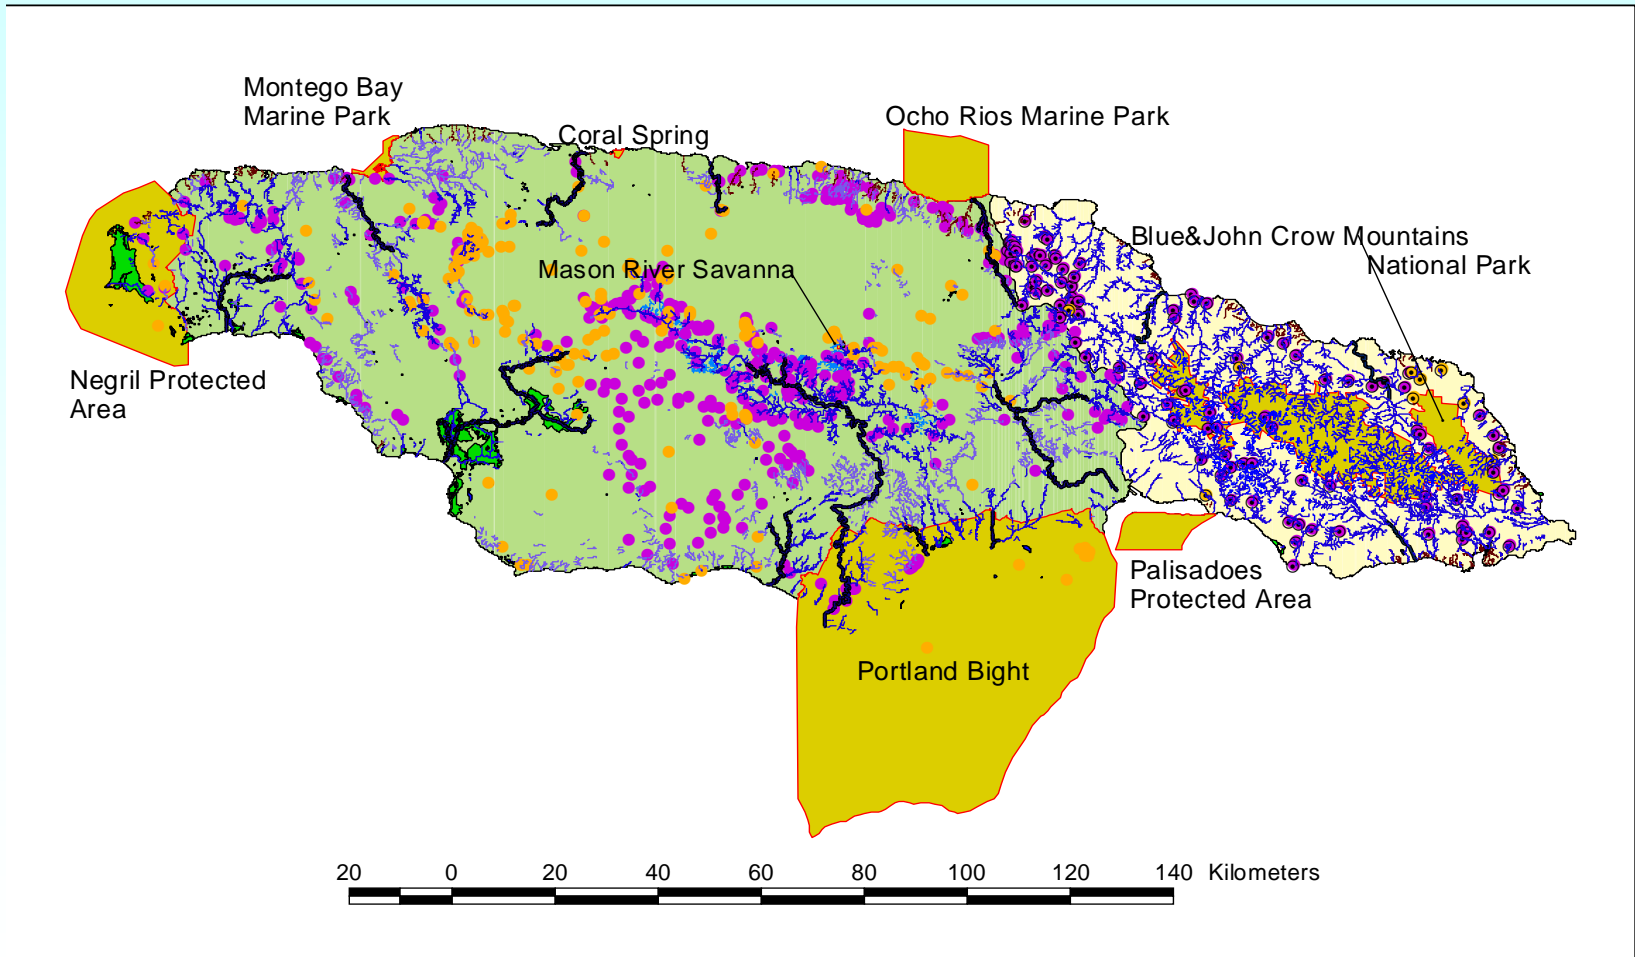 Montego Bay
Marine Park
Coral Spring
Ocho Rios Marine Park
Blue&John Crow Mountains
National Park
Mason River Savanna
Negril Protected
Area
Palisadoes
Protected Area
Portland Bight
20 0 20 40 60 80 100 120 140 Kilometers